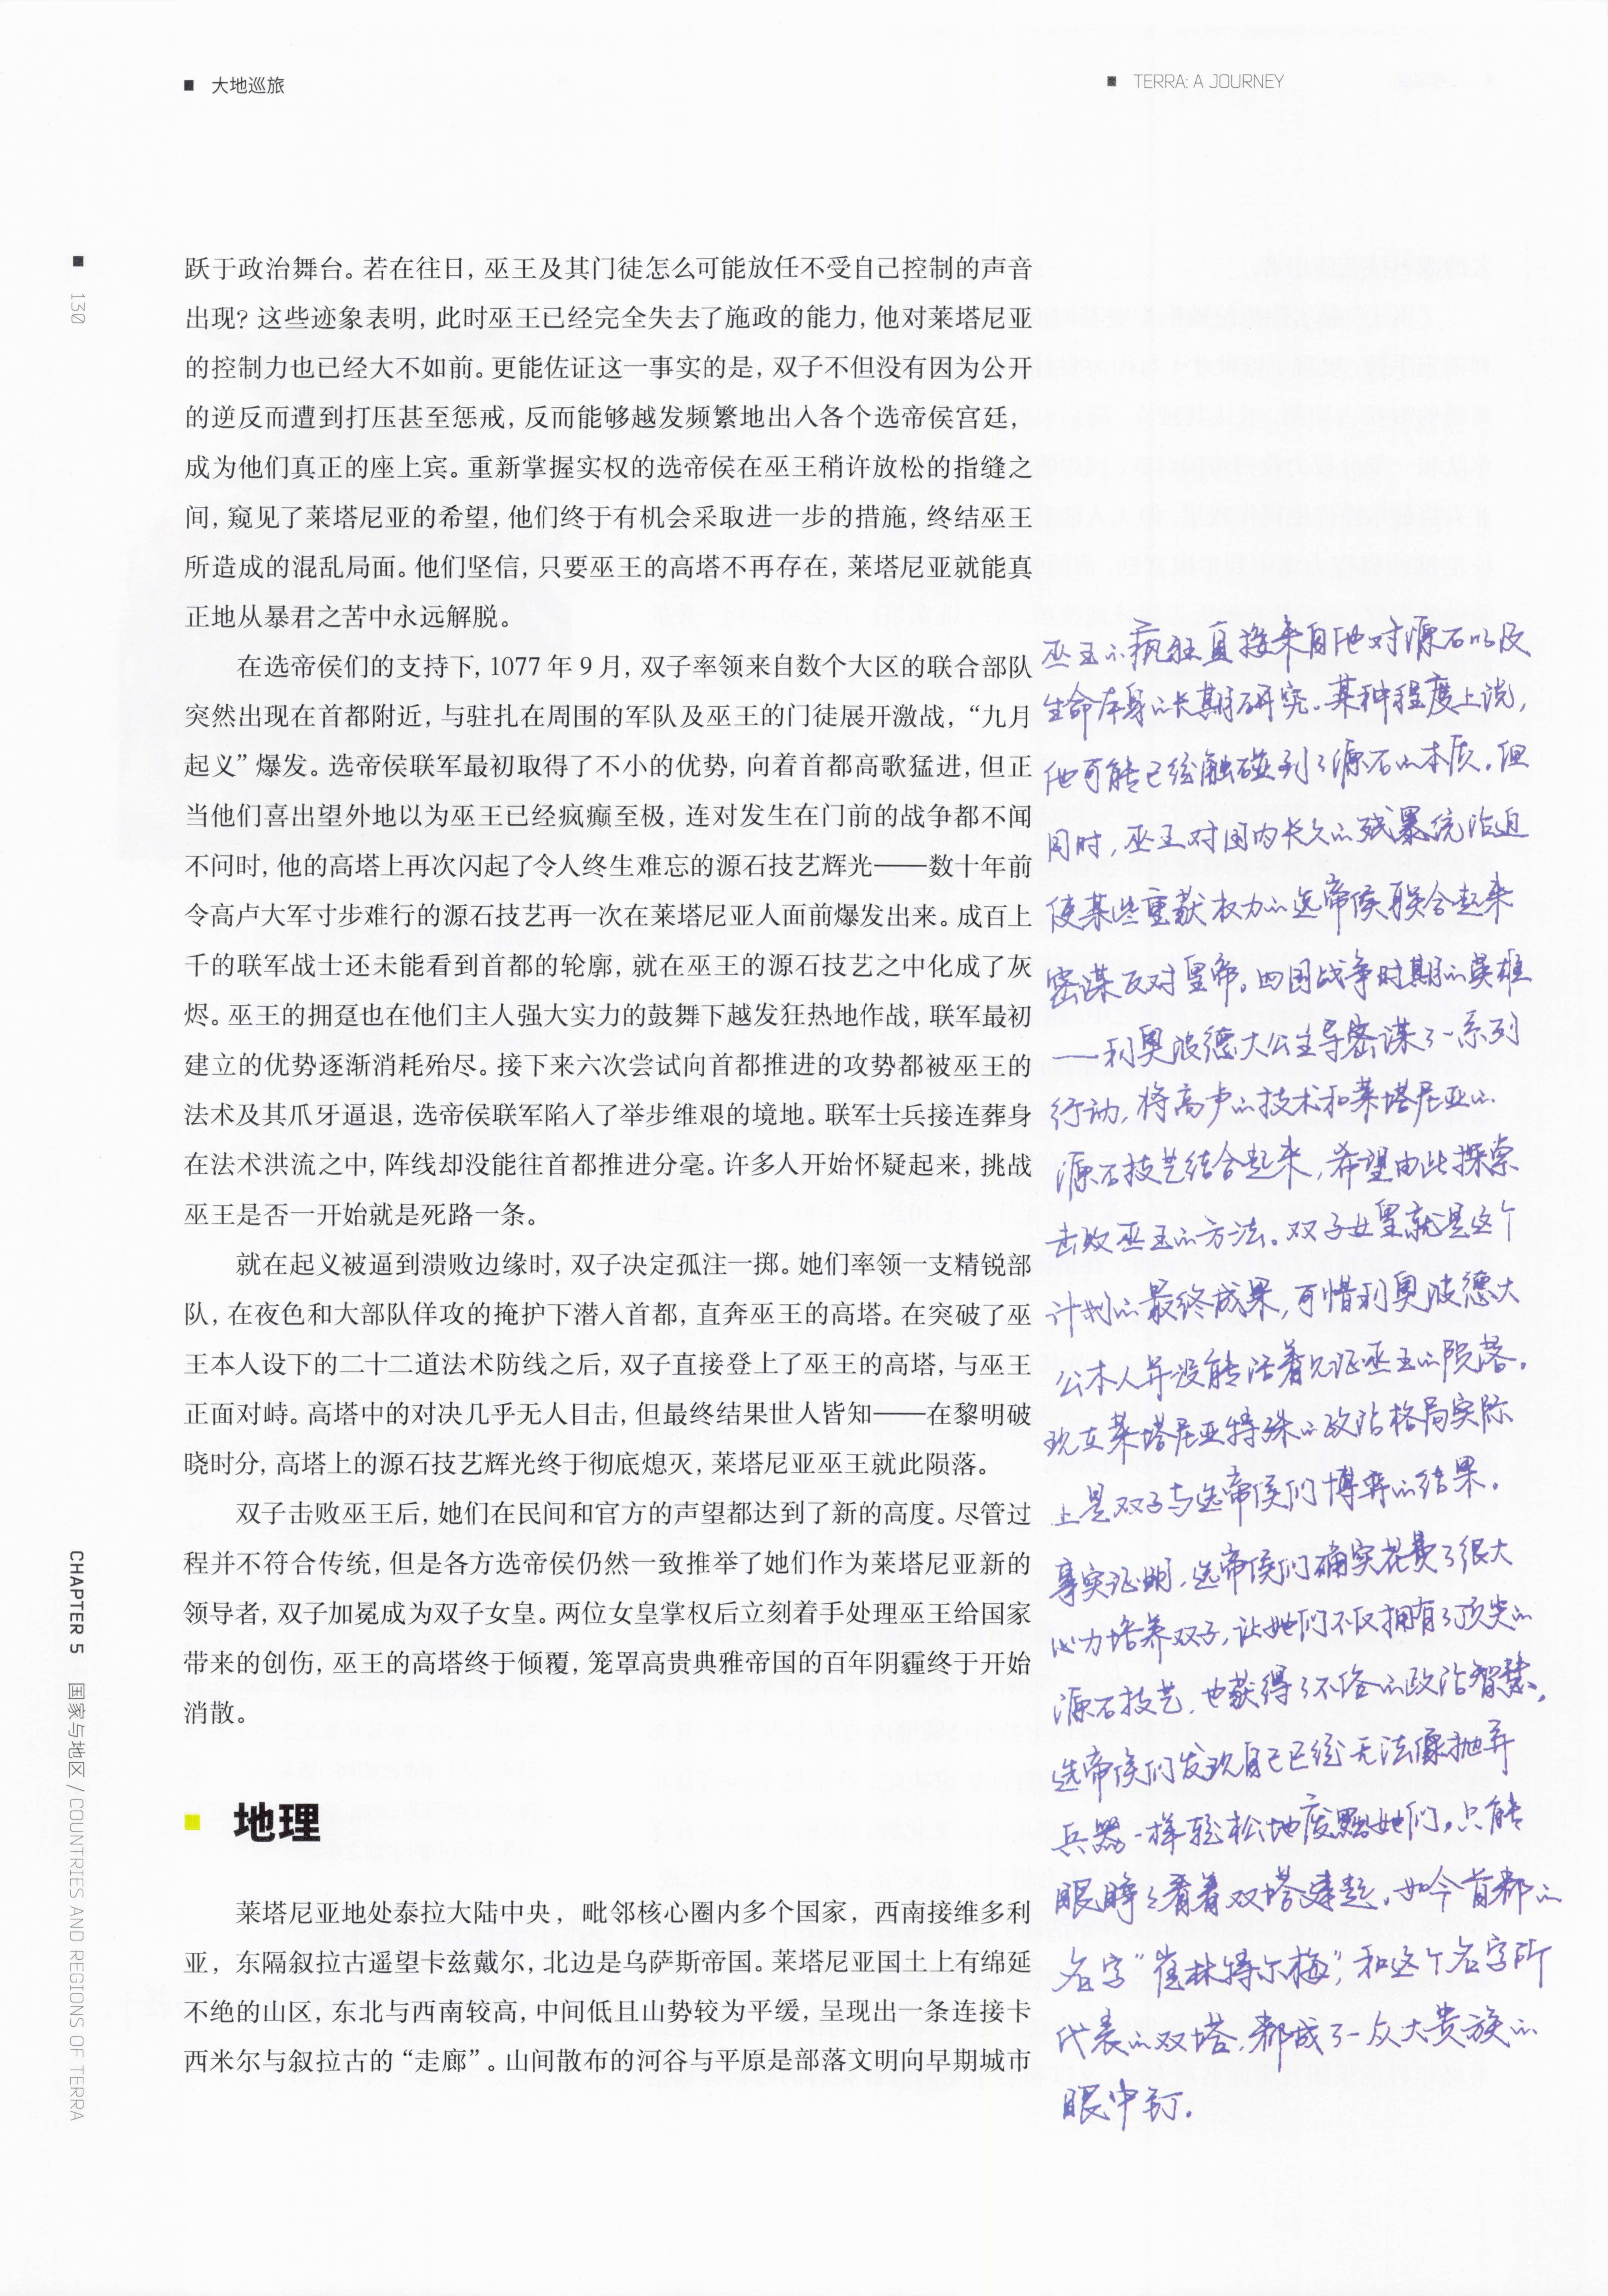 大地巡旅
TERRA: A JOURNEY
130
跃于政治舞台。若在往日，巫王及其门徒怎么可能放任不受自己控制的声音
出现？这些迹象表明，此时巫王已经完全失去了施政的能力，他对莱塔尼亚
的控制力也已经大不如前。更能佐证这一事实的是，双子不但没有因为公开
的逆反而遭到打压甚至惩戒，反而能够越发频繁地出入各个选帝侯宫廷，
成为他们真正的座上宾。重新掌握实权的选帝侯在巫王稍许放松的指缝之
间，窥见了莱塔尼亚的希望，他们终于有机会采取进一步的措施，终结巫王
所造成的混乱局面。他们坚信，只要巫王的高塔不再存在，莱塔尼亚就能真
正地从暴君之苦中永远解脱。
在选帝侯们的支持下，1077年9月，双子率领来自数个大区的联合部队
突然出现在首都附近，与驻扎在周围的军队及巫王的门徒展开激战，“九月
起义”爆发。选帝侯联军最初取得了不小的优势，向着首都高歌猛进，但正
当他们喜出望外地以为巫王已经疯癫至极，连对发生在门前的战争都不闻
不问时，他的高塔上再次闪起了令人终生难忘的源石技艺辉光——数十年前
令高卢大军寸步难行的源石技艺再一次在莱塔尼亚人面前爆发出来。成百上
千的联军战士还未能看到首都的轮廓，就在巫王的源石技艺之中化成了灰
烬。巫王的拥趸也在他们主人强大实力的鼓舞下越发狂热地作战，联军最初
建立的优势逐渐消耗殆尽。接下来六次尝试向首都推进的攻势都被巫王的
法术及其爪牙逼退，选帝侯联军陷入了举步维艰的境地。联军士兵接连葬身
在法术洪流之中，阵线却没能往首都推进分毫。许多人开始怀疑起来，挑战
巫王是否一开始就是死路一条。
就在起义被逼到溃败边缘时，双子决定孤注一掷。她们率领一支精锐部
队，在夜色和大部队佯攻的掩护下潜入首都，直奔巫王的高塔。在突破了巫
王本人设下的二十二道法术防线之后，双子直接登上了巫王的高塔，与巫王
正面对峙。高塔中的对决几乎无人目击，但最终结果世人皆知——在黎明破
晓时分，高塔上的源石技艺辉光终于彻底熄灭，莱塔尼亚巫王就此陨落。
双子击败巫王后，她们在民间和官方的声望都达到了新的高度。尽管过
程并不符合传统，但是各方选帝侯仍然一致推举了她们作为莱塔尼亚新的
领导者，双子加冕成为双子女皇。两位女皇掌权后立刻着手处理巫王给国家
带来的创伤，巫王的高塔终于倾覆，笼罩高贵典雅帝国的百年阴霾终于开始
消散。
地理
莱塔尼亚地处泰拉大陆中央，毗邻核心圈内多个国家，西南接维多利
亚，东隔叙拉古遥望卡兹戴尔，北边是乌萨斯帝国。莱塔尼亚国土上有绵延
不绝的山区，东北与西南较高，中间低且山势较为平缓，呈现出一条连接卡
西米尔与叙拉古的“走廊”。山间散布的河谷与平原是部落文明向早期城市
巫王的疯狂直接来自他对源石以及
生命本身的长期研究。某种程度上说，
他可能已经触碰到了源石的本质。但
同时，巫王对国内长久的残暴统治迫
使某些重获权力的选帝侯联合起来
密谋反对皇帝。四国战争时期的英雄
——利奥波德大公主导密谋了一系列
行动，将高卢的技术和莱塔尼亚的
源石技艺结合起来，希望由此探索
击败巫王的方法。双子女皇就是这个
计划的最终成果，可惜利奥波德大
公本人并没能活着见证巫王的陨落。
现在莱塔尼亚特殊的政治格局实际
上是双子与选帝侯们博弈的结果。
事实证明，选帝侯们确实花费了很大
心力培养双子，让她们不仅拥有了顶尖的
源石技艺，也获得了不俗的政治智慧。
选帝侯们发现自己已经无法像抛弃
兵器一样轻松地废黜她们，只能
眼睁睁看着双塔建起。如今首都的
名字“崔林特尔梅”，和这个名字所
代表的双塔，都成了一众大贵族的
眼中钉。
CHAPTER 5 国家与地区 / COUNTRIES AND REGIONS OF TERRA